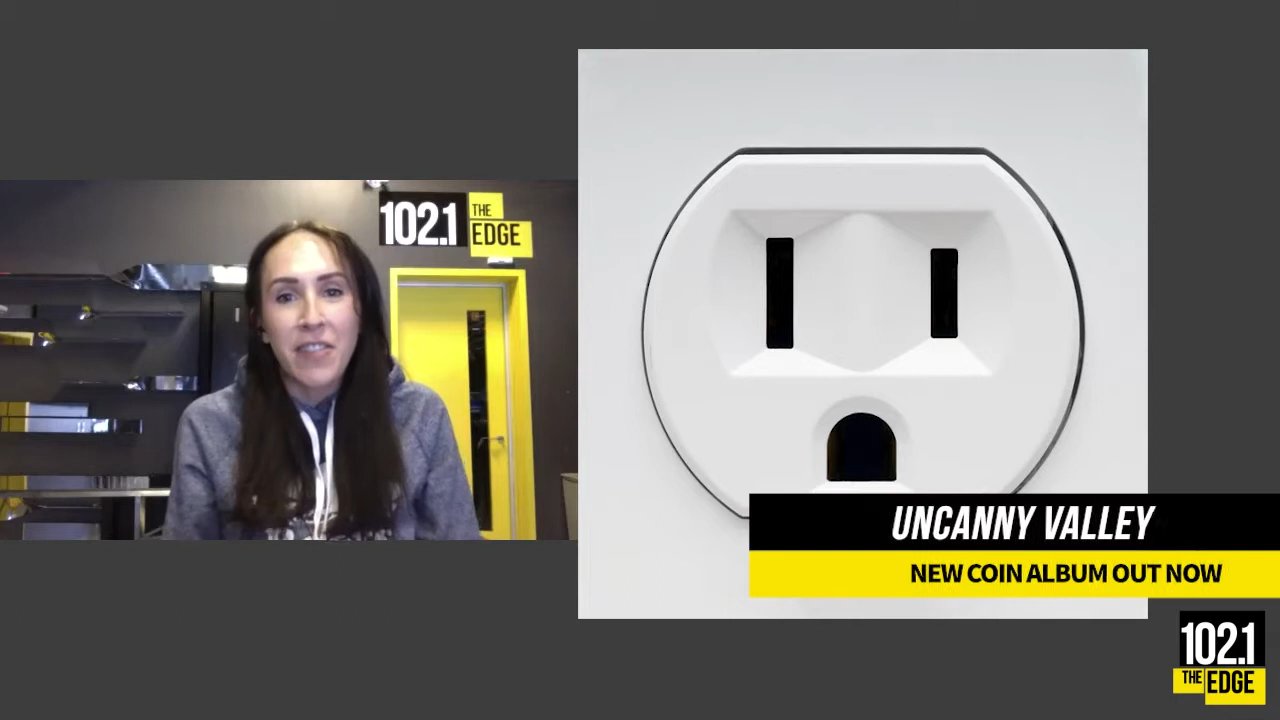 102.1
THE
EDGE
UNCANNY VALLEY
NEW COIN ALBUM OUT NOW
102.1
THE EDGE